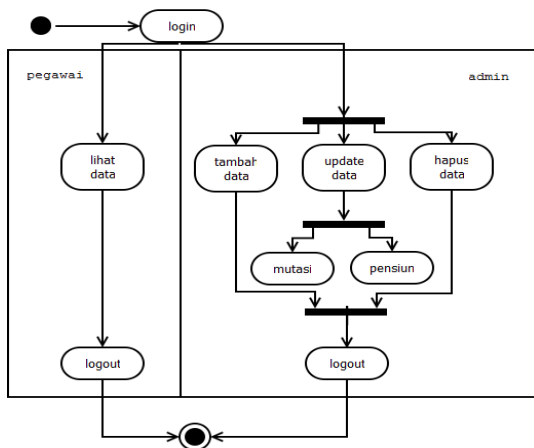 login
pegawai
admin
lihat
data
tambah
data
update
data
hapus
data
mutasi
pensiun
logout
logout